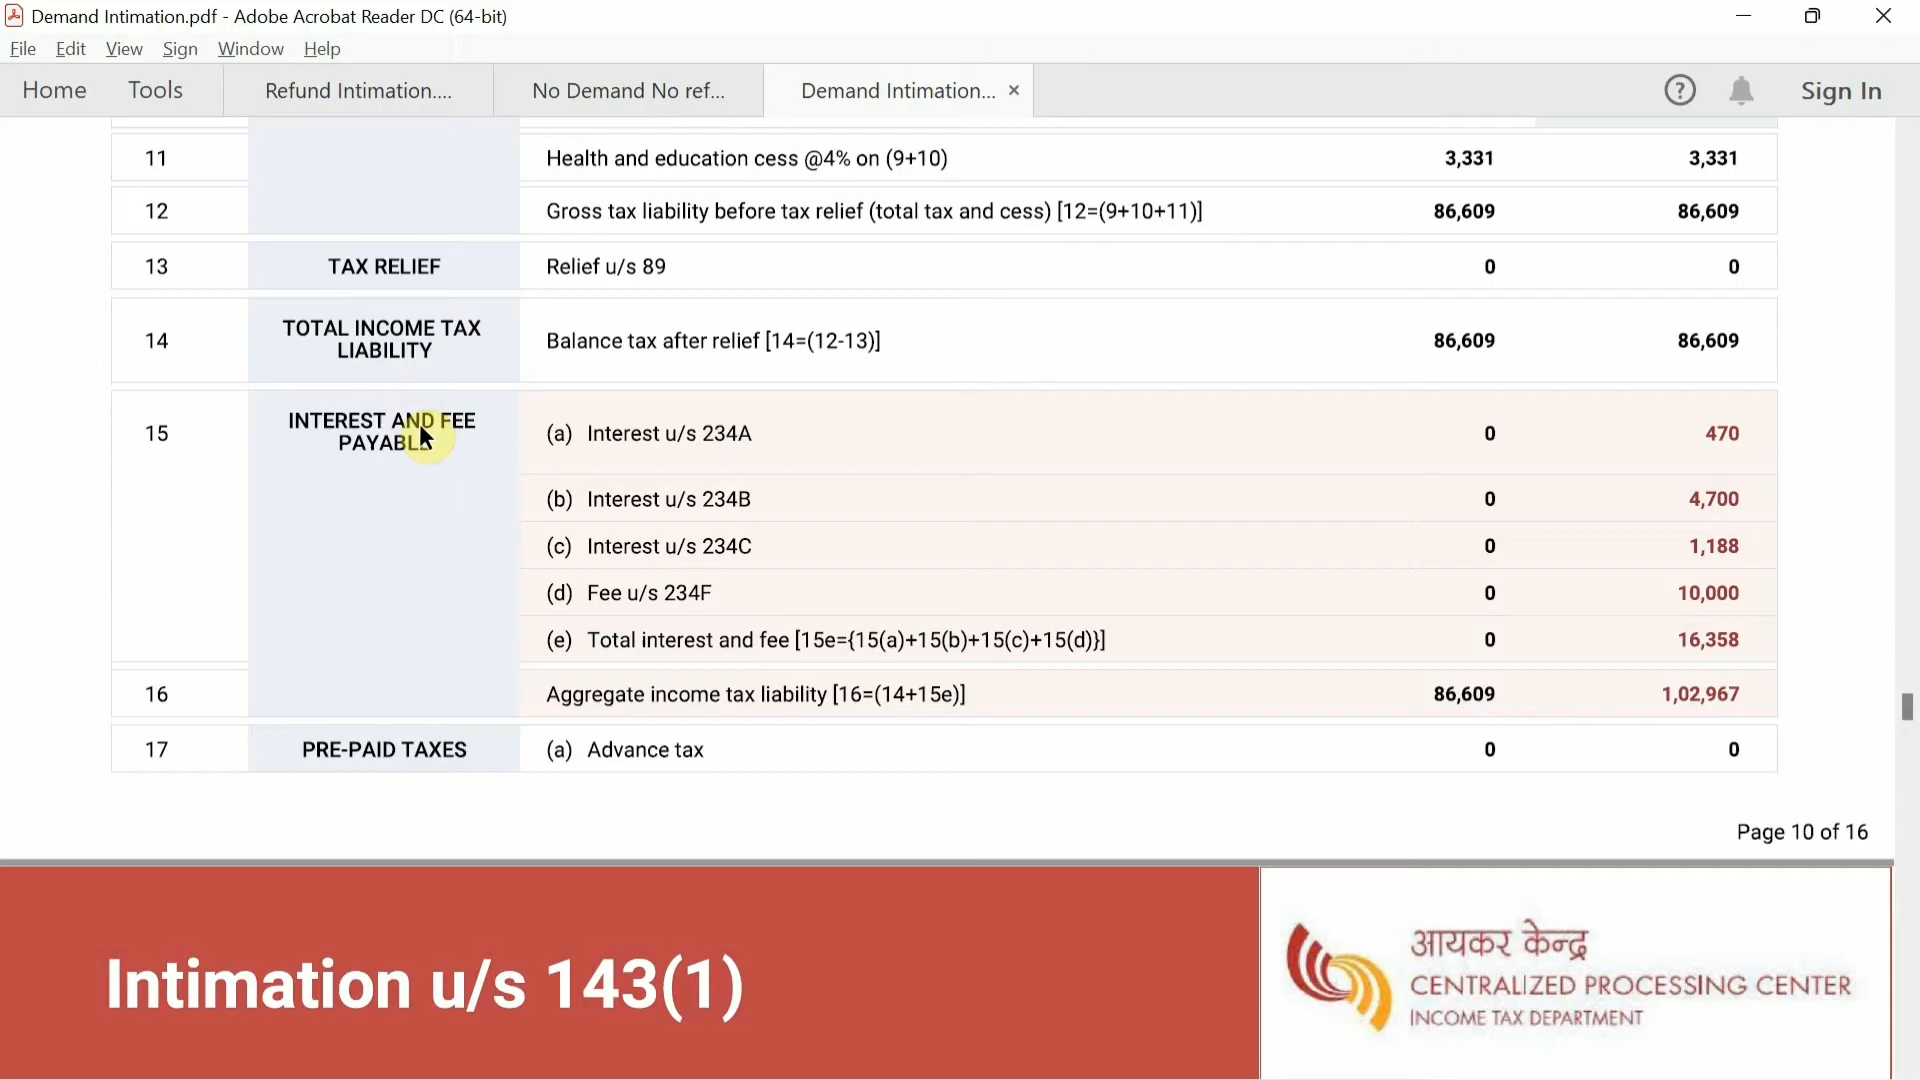 Demand Intimation.pdf - Adobe Acrobat Reader DC (64-bit)
File Edit View Sign Window Help
Home Tools Refund Intimation.... No Demand No ref... Demand Intimation... × ? Sign In
11 Health and education cess @4% on (9+10) 3,331 3,331
12 Gross tax liability before tax relief (total tax and cess) [12=(9+10+11)] 86,609 86,609
13 TAX RELIEF Relief u/s 89 0 0
14 TOTAL INCOME TAX LIABILITY Balance tax after relief [14=(12-13)] 86,609 86,609
15 INTEREST AND FEE PAYABLE (a) Interest u/s 234A 0 470
(b) Interest u/s 234B 0 4,700
(c) Interest u/s 234C 0 1,188
(d) Fee u/s 234F 0 10,000
(e) Total interest and fee [15e={15(a)+15(b)+15(c)+15(d)}] 0 16,358
16 Aggregate income tax liability [16=(14+15e)] 86,609 1,02,967
17 PRE-PAID TAXES (a) Advance tax 0 0
Page 10 of 16
Intimation u/s 143(1)
आयकर केन्द्र
CENTRALIZED PROCESSING CENTER
INCOME TAX DEPARTMENT